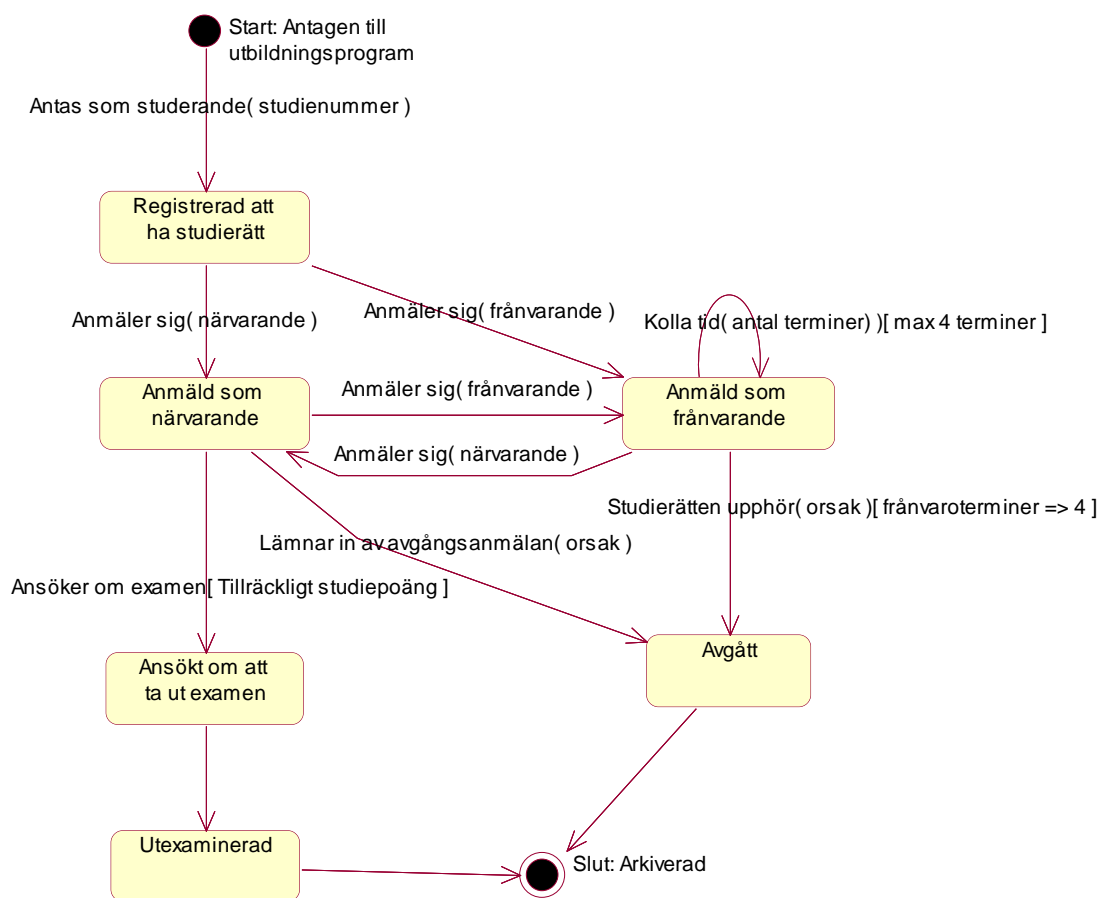 Start: Antagen till
utbildningsprogram
Antas som studerande( studienummer )
Registrerad att
ha studierätt
Anmäler sig( närvarande )
Anmäler sig( frånvarande )
Kolla tid( antal terminer) )[ max 4 terminer ]
Anmäld som
närvarande
Anmäler sig( frånvarande )
Anmäld som
frånvarande
Anmäler sig( närvarande )
Studierätten upphör( orsak )[ frånvaroterminer => 4 ]
Lämnar in av avgångsanmälan( orsak )
Ansöker om examen[ Tillräckligt studiepoäng ]
Ansökt om att
ta ut examen
Avgått
Utexaminerad
Slut: Arkiverad